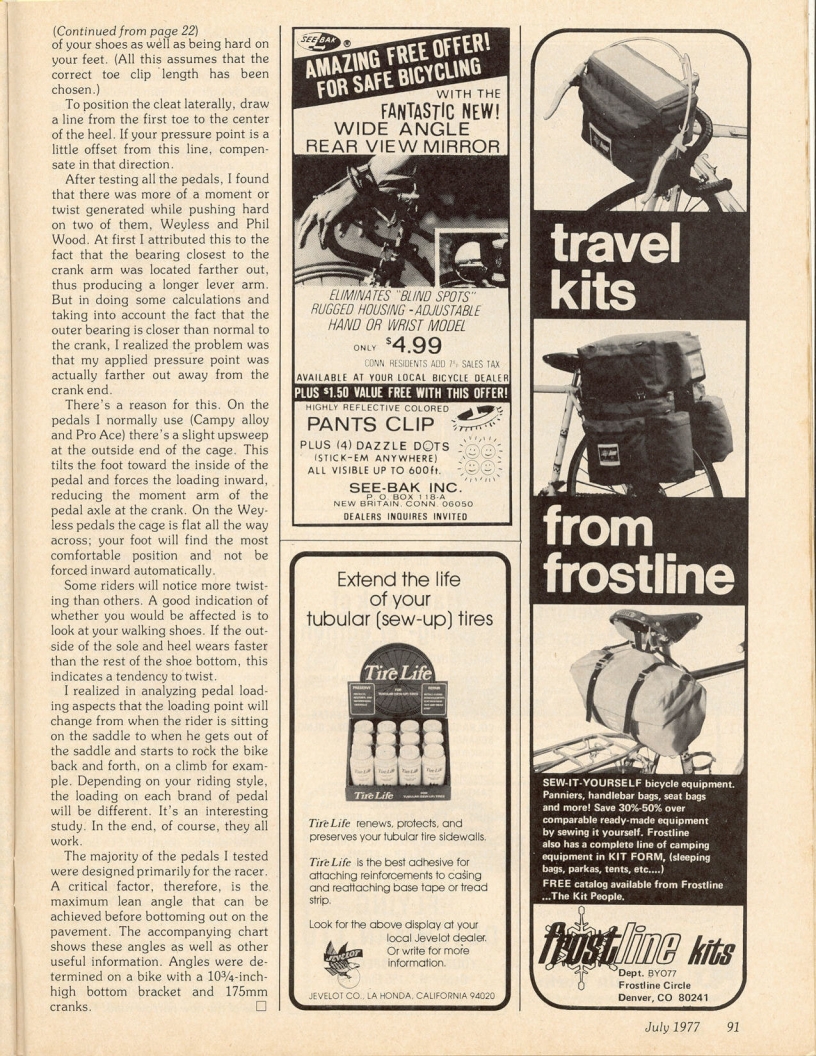 (Continued from page 22)
of your shoes as well as being hard on
your feet. (All this assumes that the
correct toe clip length has been
chosen.)
To position the cleat laterally, draw
a line from the first toe to the center
of the heel. If your pressure point is a
little offset from this line, compen-
sate in that direction.
After testing all the pedals, I found
that there was more of a moment or
twist generated while pushing hard
on two of them, Weyless and Phil
Wood. At first I attributed this to the
fact that the bearing closest to the
crank arm was located farther out,
thus producing a longer lever arm.
But in doing some calculations and
taking into account the fact that the
outer bearing is closer than normal to
the crank, I realized the problem was
that my applied pressure point was
actually farther out away from the
crank end.
There's a reason for this. On the
pedals I normally use (Campy alloy
and Pro Ace) there's a slight upsweep
at the outside end of the cage. This
tilts the foot toward the inside of the
pedal and forces the loading inward,
reducing the moment arm of the
pedal axle at the crank. On the Wey-
less pedals the cage is flat all the way
across; your foot will find the most
comfortable position and not be
forced inward automatically.
Some riders will notice more twist-
ing than others. A good indication of
whether you would be affected is to
look at your walking shoes. If the out-
side of the sole and heel wears faster
than the rest of the shoe bottom, this
indicates a tendency to twist.
I realized in analyzing pedal load-
ing aspects that the loading point will
change from when the rider is sitting
on the saddle to when he gets out of
the saddle and starts to rock the bike
back and forth, on a climb for exam-
ple. Depending on your riding style,
the loading on each brand of pedal
will be different. It's an interesting
study. In the end, of course, they all
work.
The majority of the pedals I tested
were designed primarily for the racer.
A critical factor, therefore, is the
maximum lean angle that can be
achieved before bottoming out on the
pavement. The accompanying chart
shows these angles as well as other
useful information. Angles were de-
termined on a bike with a 10¾-inch-
high bottom bracket and 175mm
cranks. □
SEE-BAK ®
AMAZING FREE OFFER!
FOR SAFE BICYCLING
WITH THE
FANTASTIC NEW!
WIDE ANGLE
REAR VIEW MIRROR
ELIMINATES "BLIND SPOTS"
RUGGED HOUSING - ADJUSTABLE
HAND OR WRIST MODEL
ONLY $4.99
CONN. RESIDENTS ADD 7% SALES TAX
AVAILABLE AT YOUR LOCAL BICYCLE DEALER
PLUS $1.50 VALUE FREE WITH THIS OFFER!
HIGHLY REFLECTIVE COLORED
PANTS CLIP
PLUS (4) DAZZLE DOTS
(STICK-EM ANYWHERE)
ALL VISIBLE UP TO 600ft.
SEE-BAK INC.
P. O. BOX 118-A
NEW BRITAIN, CONN. 06050
DEALERS INQUIRES INVITED
Extend the life
of your
tubular (sew-up) tires
Tire Life
Tire Life
Tire Life renews, protects, and
preserves your tubular tire sidewalls.
Tire Life is the best adhesive for
attaching reinforcements to casing
and reattaching base tape or tread
strip.
Look for the above display at your
local Jevelot dealer.
Or write for more
information.
JEVELOT
JEVELOT CO., LA HONDA, CALIFORNIA 94020
travel
kits
from
frostline
SEW-IT-YOURSELF bicycle equipment.
Panniers, handlebar bags, seat bags
and more! Save 30%-50% over
comparable ready-made equipment
by sewing it yourself. Frostline
also has a complete line of camping
equipment in KIT FORM, (sleeping
bags, parkas, tents, etc....)
FREE catalog available from Frostline
...The Kit People.
frostline kits
Dept. BYO77
Frostline Circle
Denver, CO 80241
July 1977 91